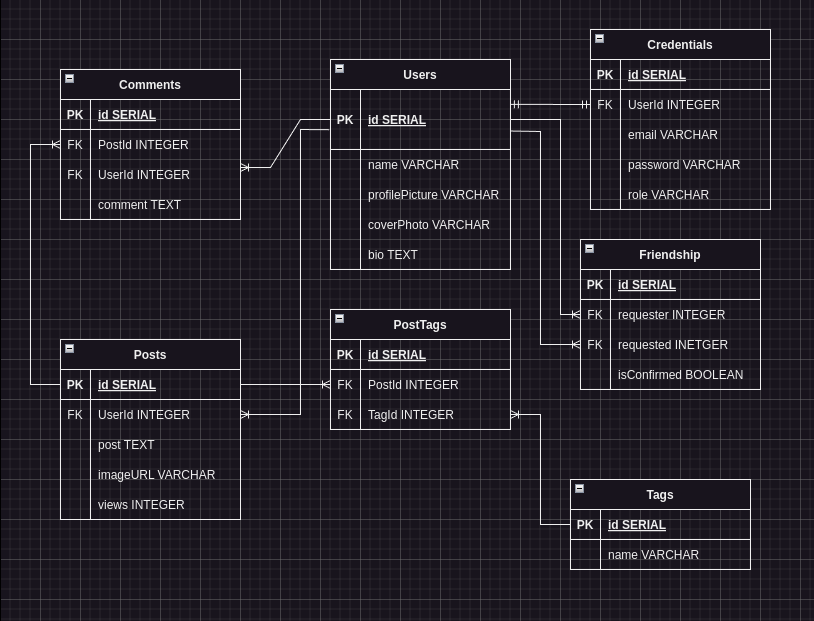 Comments
PK id SERIAL
FK PostId INTEGER
FK UserId INTEGER
comment TEXT
Users
PK id SERIAL
name VARCHAR
profilePicture VARCHAR
coverPhoto VARCHAR
bio TEXT
Credentials
PK id SERIAL
FK UserId INTEGER
email VARCHAR
password VARCHAR
role VARCHAR
Friendship
PK id SERIAL
FK requester INTEGER
FK requested INETGER
isConfirmed BOOLEAN
Posts
PK id SERIAL
FK UserId INTEGER
post TEXT
imageURL VARCHAR
views INTEGER
PostTags
PK id SERIAL
FK PostId INTEGER
FK TagId INTEGER
Tags
PK id SERIAL
name VARCHAR